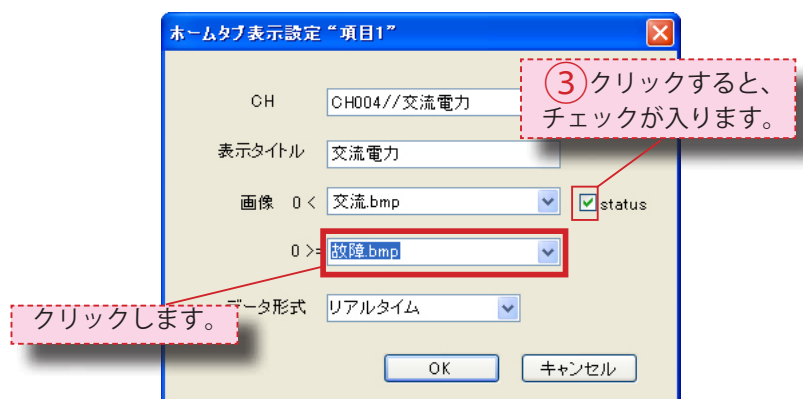 ホームタブ表示設定 “項目1”
③クリックすると、
チェックが入ります。
CH CH004//交流電力
表示タイトル 交流電力
画像 0 < 交流.bmp status
0 >= 故障.bmp
クリックします。
データ形式 リアルタイム
OK キャンセル